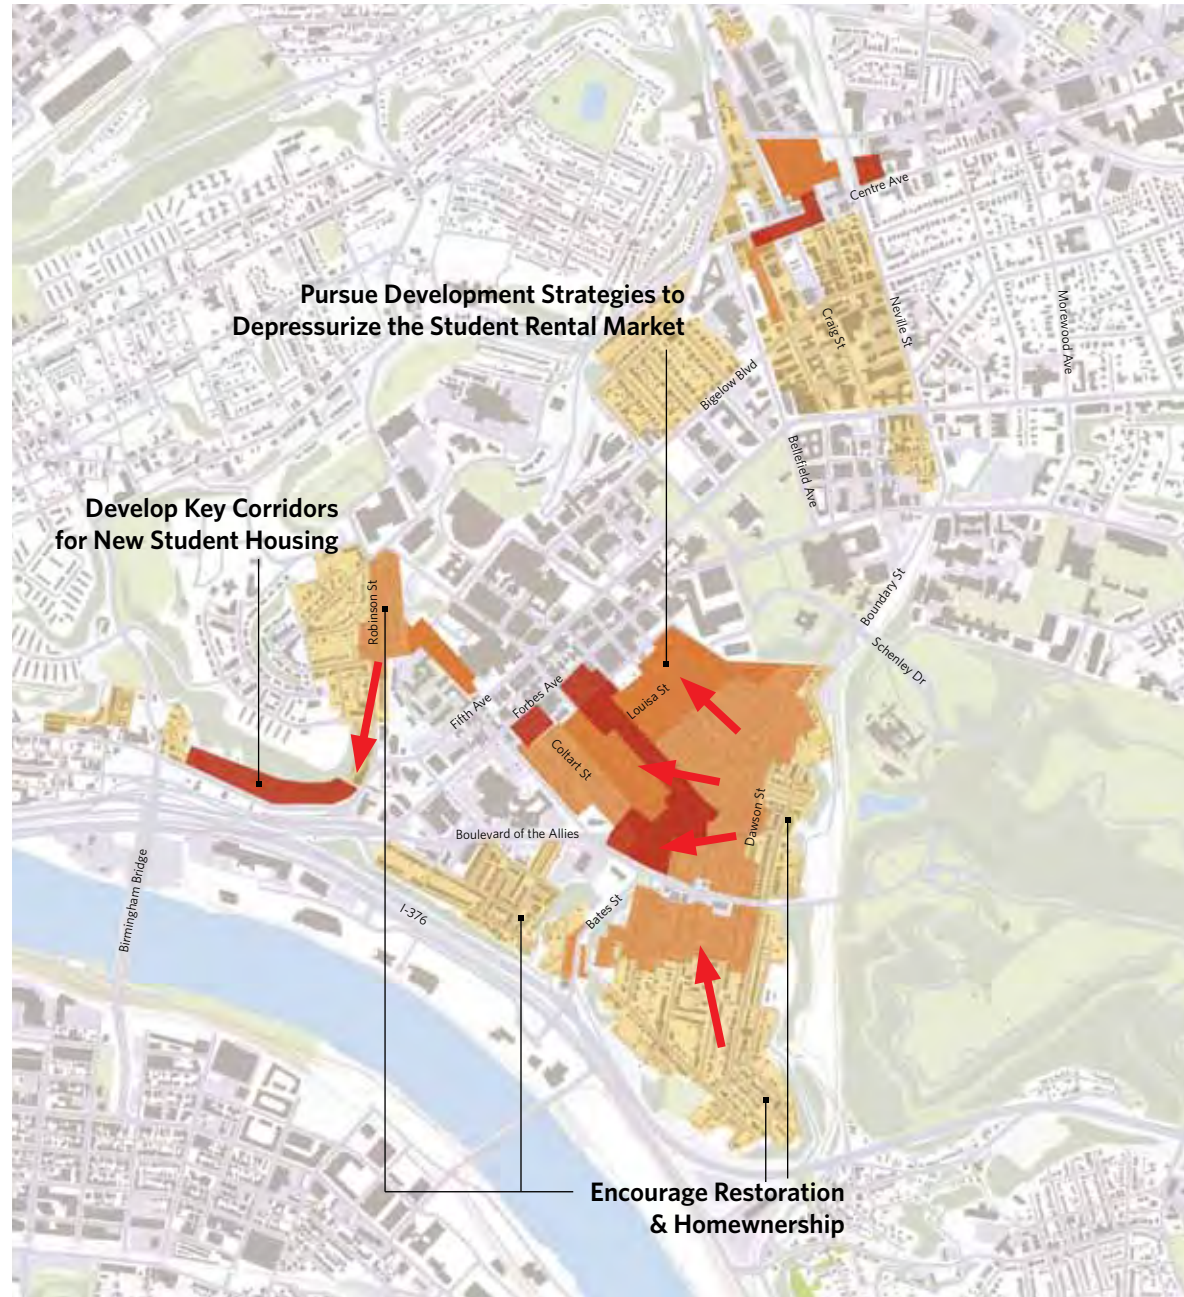 Centre Ave
Pursue Development Strategies to
Depressurize the Student Rental Market
Craig St
Neville St
Morewood Ave
Bigelow Blvd
Bellefield Ave
Develop Key Corridors
for New Student Housing
Robinson St
Boundary St
Schenley Dr
Fifth Ave
Forbes Ave
Louisa St
Coltart St
Dawson St
Boulevard of the Allies
Birmingham Bridge
I-376
Bates St
Encourage Restoration
& Homewnership